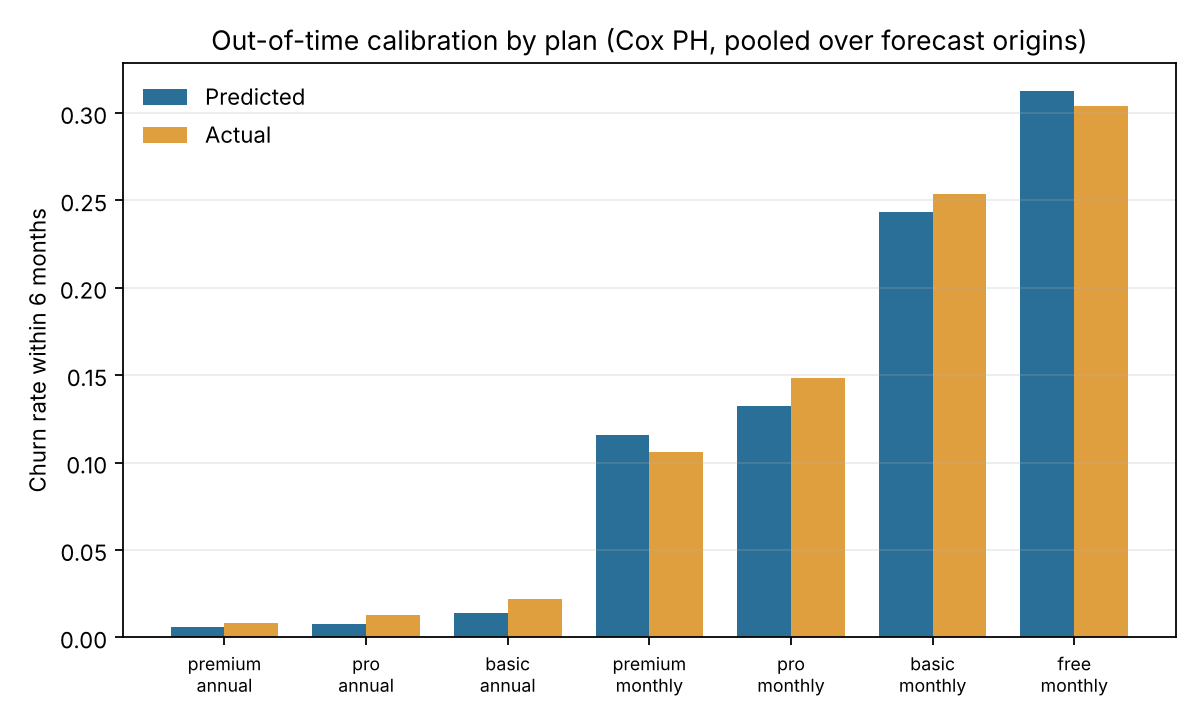 Out-of-time calibration by plan (Cox PH, pooled over forecast origins)
Predicted
Actual
Churn rate within 6 months
0.30
0.25
0.20
0.15
0.10
0.05
0.00
premium
annual
pro
annual
basic
annual
premium
monthly
pro
monthly
basic
monthly
free
monthly